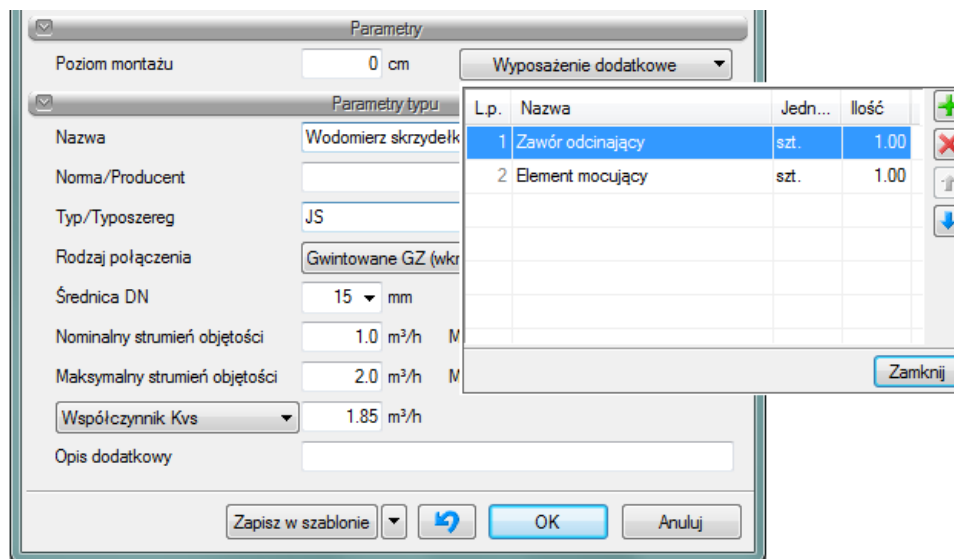 Parametry
Poziom montażu 0 cm Wyposażenie dodatkowe
Parametry typu
L.p. Nazwa Jedn... Ilość
Nazwa Wodomierz skrzydełk
1 Zawór odcinający szt. 1.00
Norma/Producent
2 Element mocujący szt. 1.00
Typ/Typoszereg JS
Rodzaj połączenia Gwintowane GZ (wkr
Średnica DN 15 mm
Nominalny strumień objętości 1.0 m³/h M
Maksymalny strumień objętości 2.0 m³/h M
Zamknij
Współczynnik Kvs 1.85 m³/h
Opis dodatkowy
Zapisz w szablonie OK Anuluj